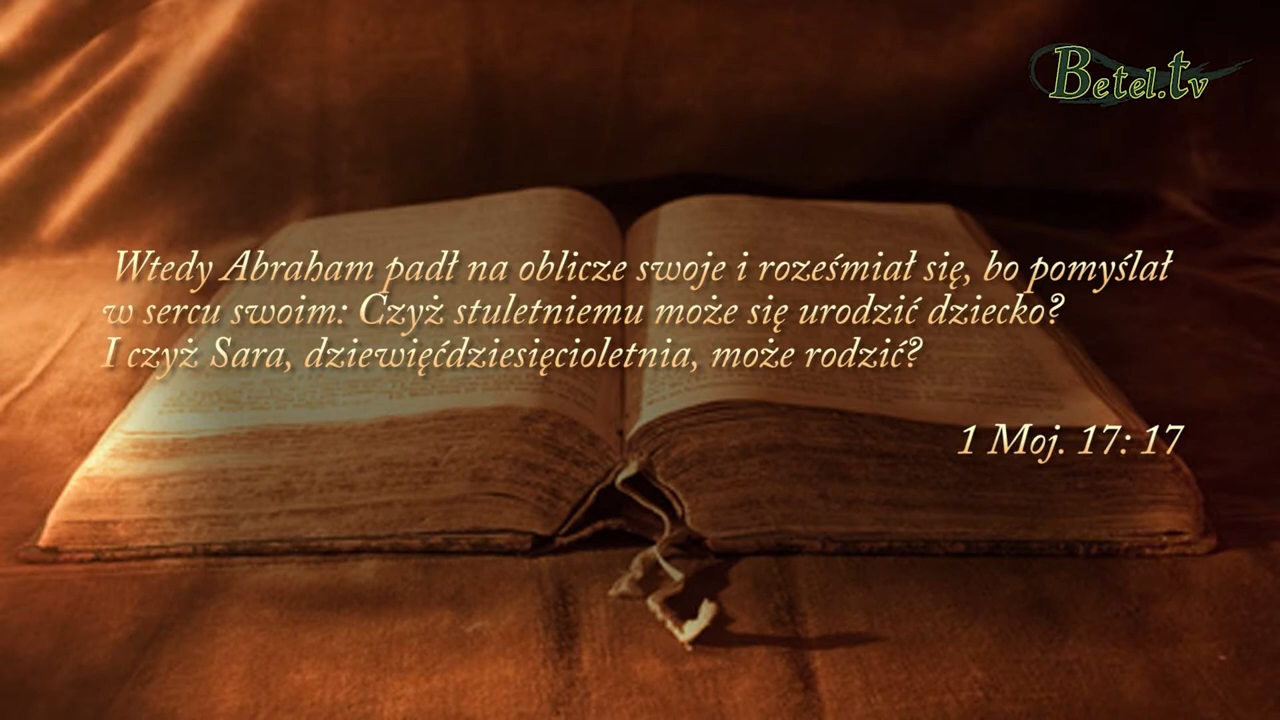 Betel.tv
Wtedy Abraham padł na oblicze swoje i roześmiał się, bo pomyślał
w sercu swoim: Czyż stuletniemu może się urodzić dziecko?
I czyż Sara, dziewięćdziesięcioletnia, może rodzić?
1 Moj. 17: 17